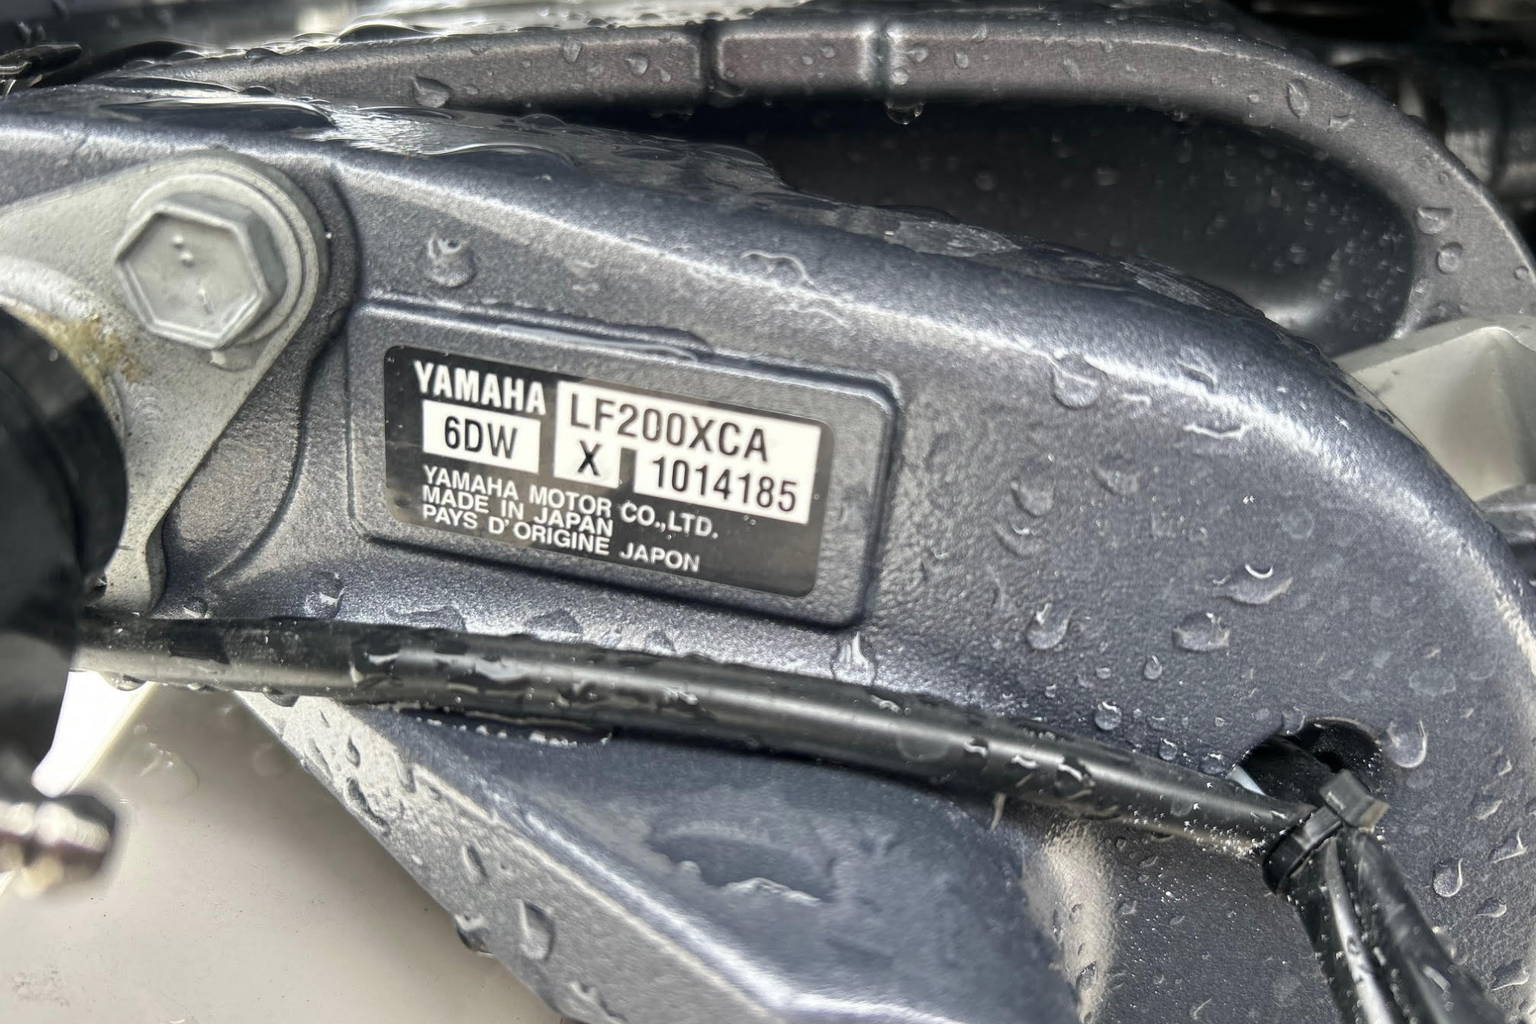 YAMAHA LF200XCA
6DW X 1014185
YAMAHA MOTOR CO.,LTD.
MADE IN JAPAN
PAYS D'ORIGINE JAPON